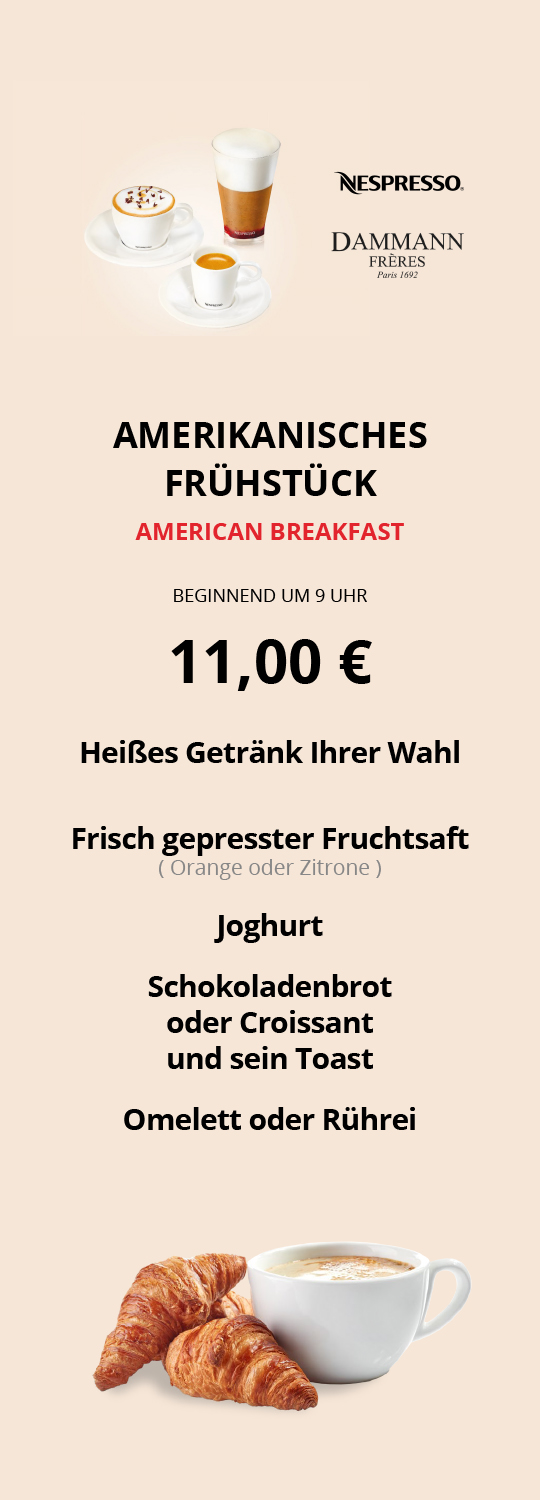 NESPRESSO.
DAMMANN
FRÈRES
Paris 1692
AMERIKANISCHES
FRÜHSTÜCK
AMERICAN BREAKFAST
BEGINNEND UM 9 UHR
11,00 €
Heißes Getränk Ihrer Wahl
Frisch gepresster Fruchtsaft
( Orange oder Zitrone )
Joghurt
Schokoladenbrot
oder Croissant
und sein Toast
Omelett oder Rührei